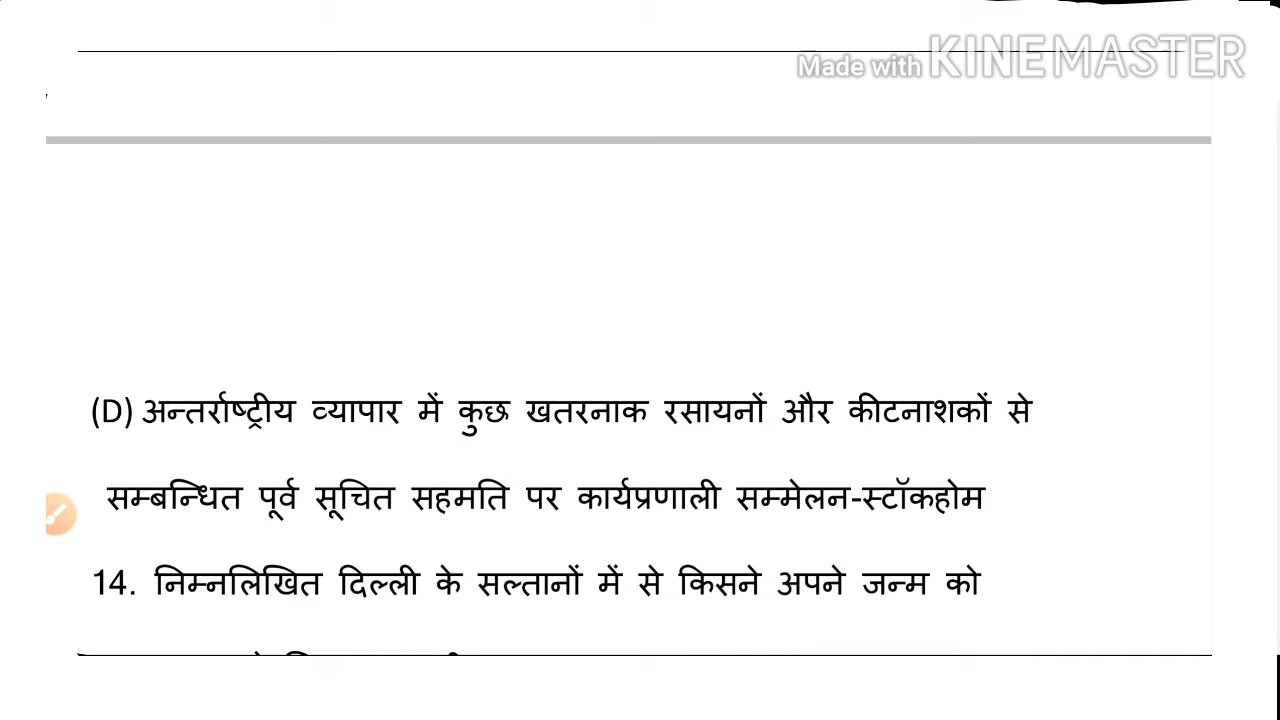 Made with KINEMASTER
(D) अन्तर्राष्ट्रीय व्यापार में कुछ खतरनाक रसायनों और कीटनाशकों से
सम्बन्धित पूर्व सूचित सहमति पर कार्यप्रणाली सम्मेलन-स्टॉकहोम
14. निम्नलिखित दिल्ली के सल्तानों में से किसने अपने जन्म को